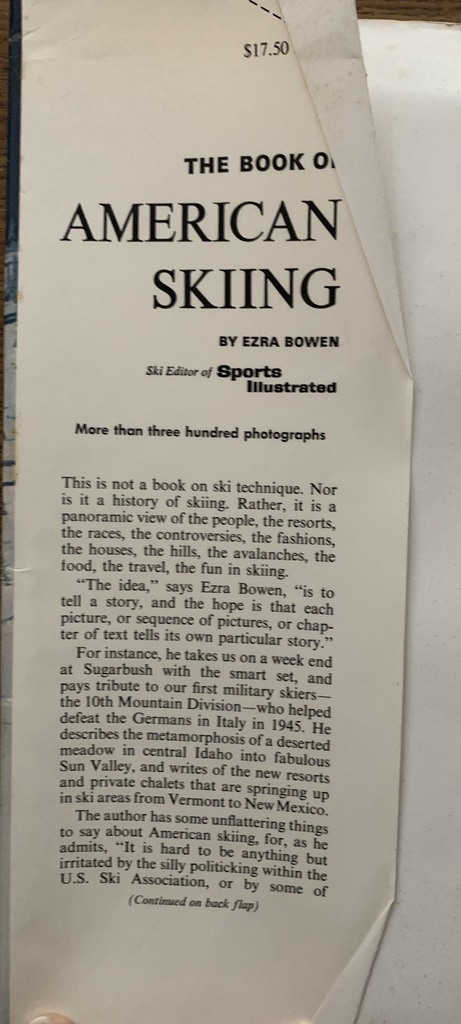 $17.50
THE BOOK O
AMERICAN
SKIING
BY EZRA BOWEN
Ski Editor of Sports
Illustrated
More than three hundred photographs
This is not a book on ski technique. Nor
is it a history of skiing. Rather, it is a
panoramic view of the people, the resorts,
the races, the controversies, the fashions,
the houses, the hills, the avalanches, the
food, the travel, the fun in skiing.
"The idea," says Ezra Bowen, "is to
tell a story, and the hope is that each
picture, or sequence of pictures, or chap-
ter of text tells its own particular story."
For instance, he takes us on a week end
at Sugarbush with the smart set, and
pays tribute to our first military skiers—
the 10th Mountain Division—who helped
defeat the Germans in Italy in 1945. He
describes the metamorphosis of a deserted
meadow in central Idaho into fabulous
Sun Valley, and writes of the new resorts
and private chalets that are springing up
in ski areas from Vermont to New Mexico.
The author has some unflattering things
to say about American skiing, for, as he
admits, "It is hard to be anything but
irritated by the silly politicking within the
U.S. Ski Association, or by some of
(Continued on back flap)